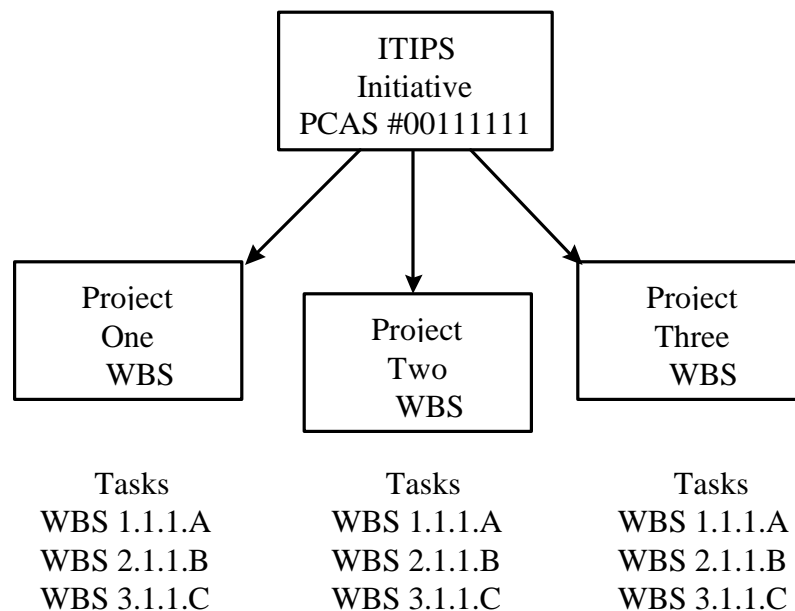 ITIPS
Initiative
PCAS #00111111
Project
One
WBS
Project
Two
WBS
Project
Three
WBS
Tasks
WBS 1.1.1.A
WBS 2.1.1.B
WBS 3.1.1.C
Tasks
WBS 1.1.1.A
WBS 2.1.1.B
WBS 3.1.1.C
Tasks
WBS 1.1.1.A
WBS 2.1.1.B
WBS 3.1.1.C